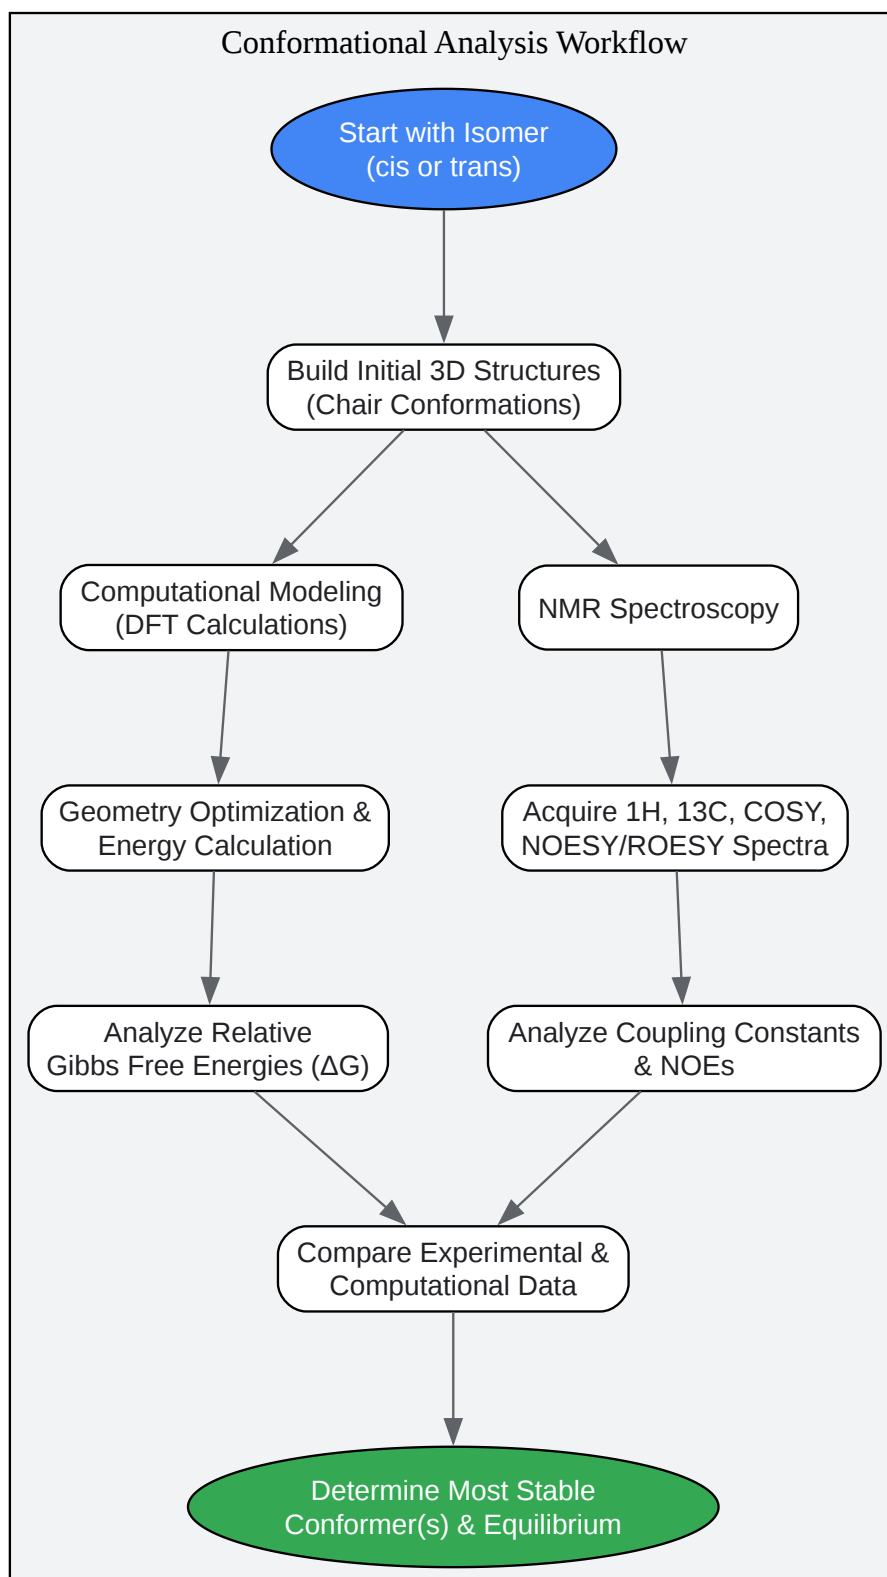 Conformational Analysis Workflow
Start with Isomer
(cis or trans)
Build Initial 3D Structures
(Chair Conformations)
Computational Modeling
(DFT Calculations)
NMR Spectroscopy
Geometry Optimization &
Energy Calculation
Acquire 1H, 13C, COSY,
NOESY/ROESY Spectra
Analyze Relative
Gibbs Free Energies (ΔG)
Analyze Coupling Constants
& NOEs
Compare Experimental &
Computational Data
Determine Most Stable
Conformer(s) & Equilibrium